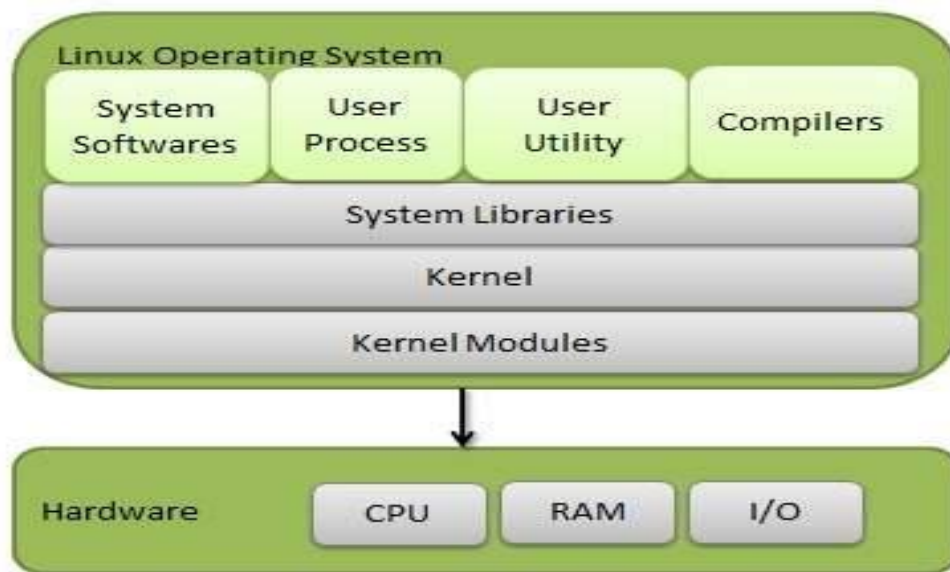 Linux Operating System
System
Softwares
User
Process
User
Utility
Compilers
System Libraries
Kernel
Kernel Modules
Hardware
CPU
RAM
I/O